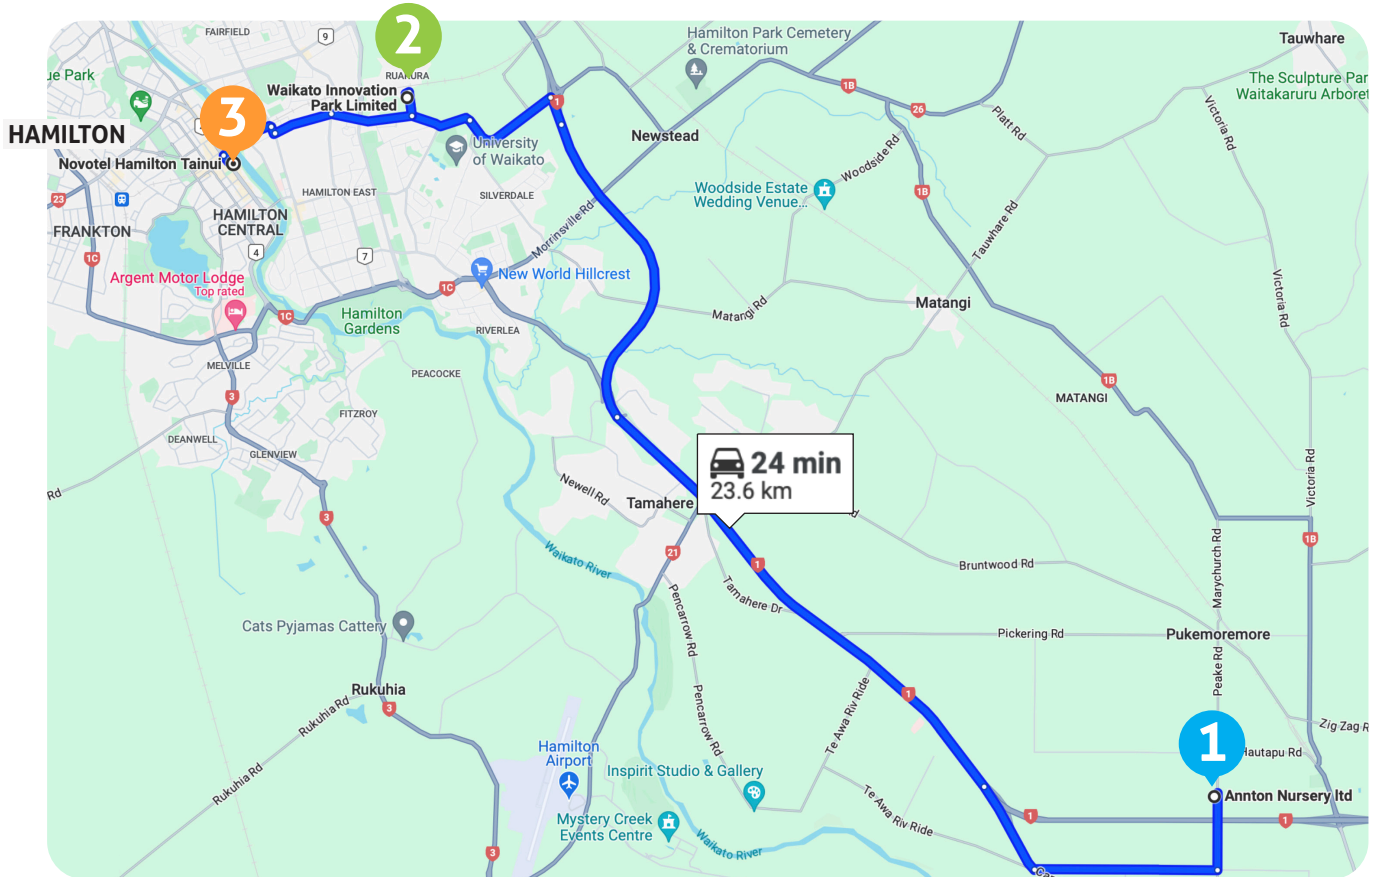 2
FAIRFIELD
9
Hamilton Park Cemetery
& Crematorium
Tauwhare
RUAKURA
ue Park
The Sculpture Par
Waitakaruru Arboret
1B
Waikato Innovation
Park Limited
3
1
26
Platt Rd
Victoria Rd
HAMILTON
Newstead
University
of Waikato
Woodside Rd
Novotel Hamilton Tainui
HAMILTON EAST
SILVERDALE
Woodside Estate
Wedding Venue...
1B
23
HAMILTON
CENTRAL
FRANKTON
Morrinsville Rd
Tauwhare Rd
4
7
1C
Argent Motor Lodge
Top rated
New World Hillcrest
1C
Victoria Rd
Matangi Rd
Matangi
Hamilton
Gardens
1C
RIVERLEA
MELVILLE
PEACOCKE
3
1B
MATANGI
FITZROY
DEANWELL
GLENVIEW
24 min
23.6 km
Rd
Newell Rd
Victoria Rd
Tamahere
3
1B
21
Waikato River
1
Bruntwood Rd
Marychurch Rd
Tamahere Dr
Pencarrow Rd
Cats Pyjamas Cattery
Pickering Rd
Pukemoremore
Peake Rd
Rukuhia
3
Rukuhia Rd
Pencarrow Rd
Te Awa Riv Ride
1
Zig Zag R
1
Hautapu Rd
Hamilton
Airport
Inspirit Studio & Gallery
Rukuhia Rd
Annton Nursery ltd
Te Awa Riv Ride
Mystery Creek
Events Centre
1
1
Waikato River
3